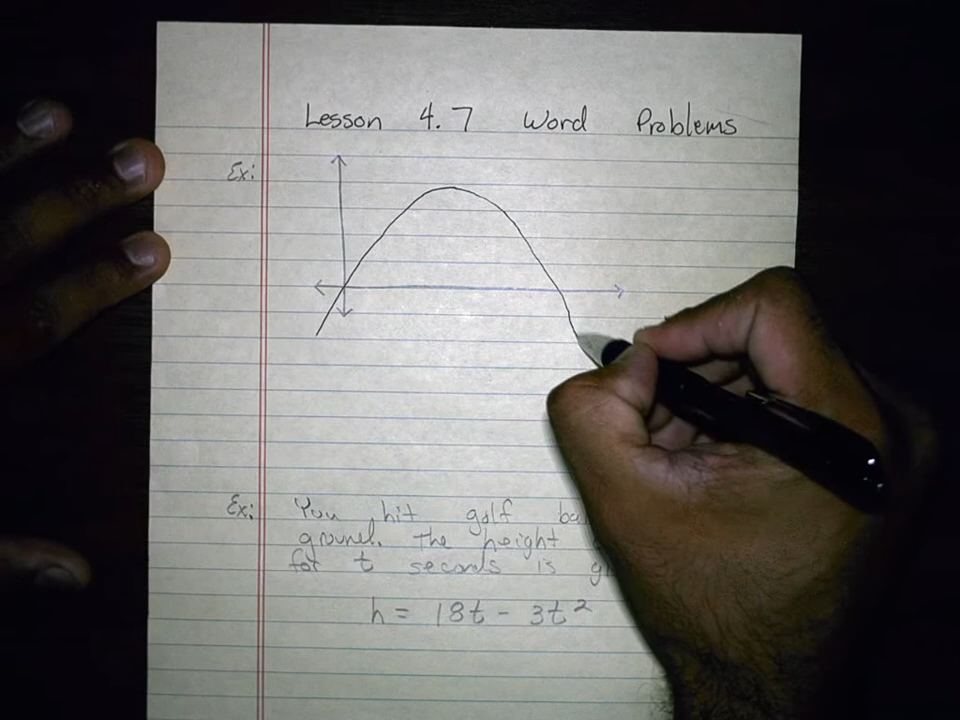 Lesson 4.7 Word Problems
Ex:
Ex: You hit golf
ground. The height
for t seconds is
h = 18t - 3t²